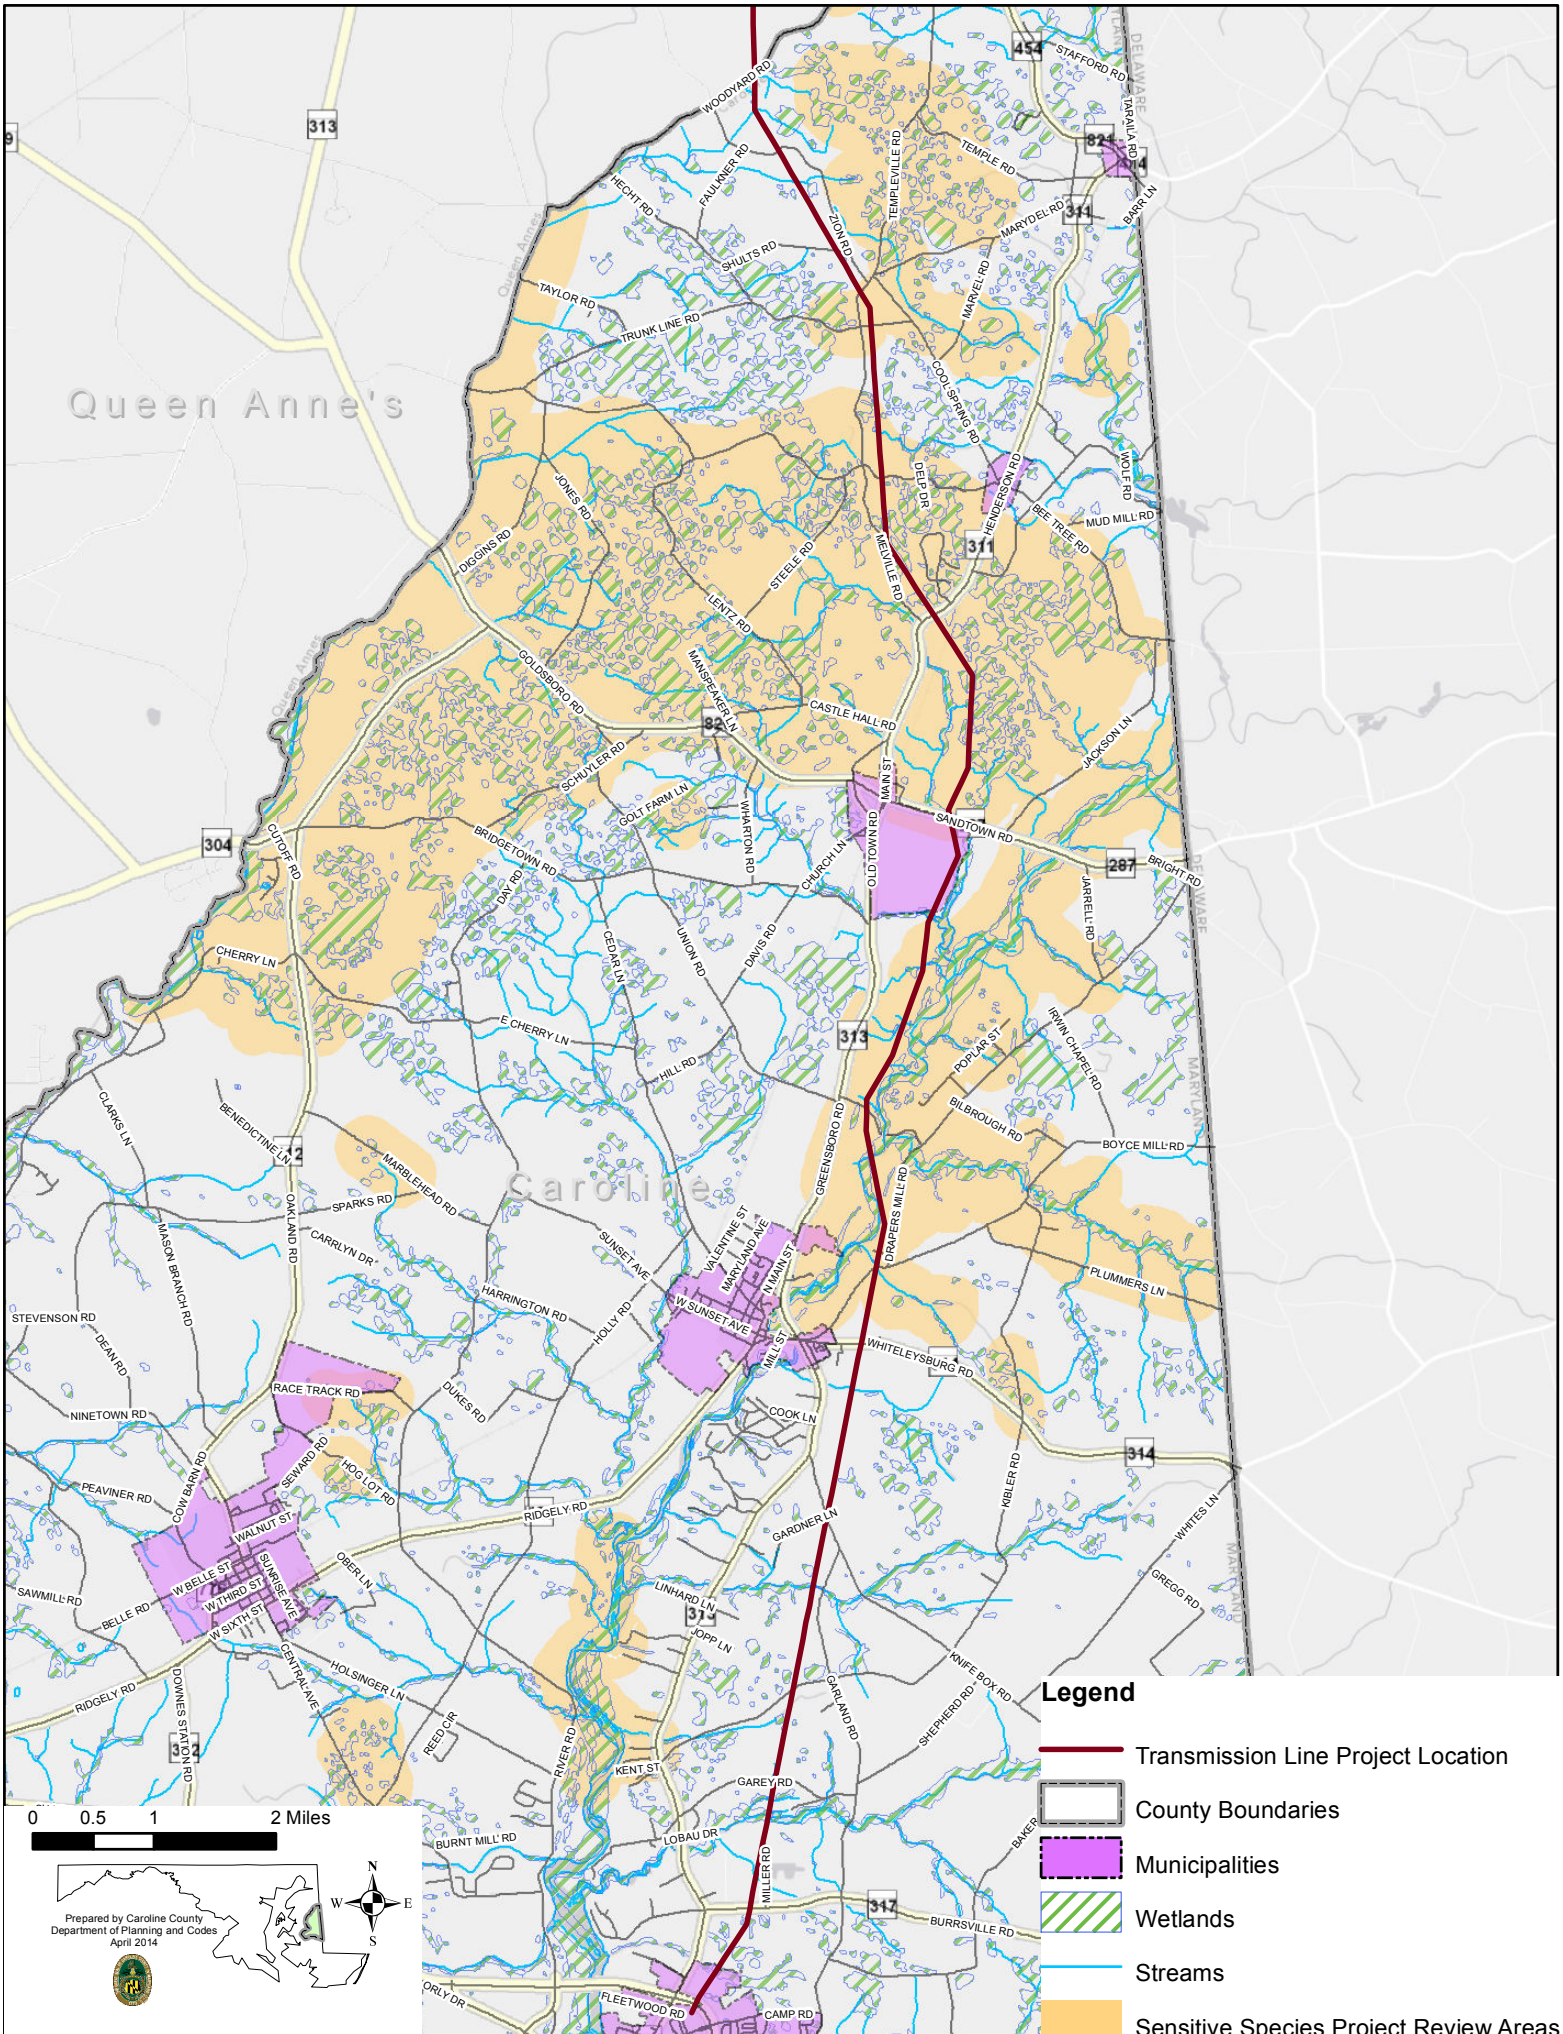 WOODYARD RD
454
STAFFORD RD
DELAWARE
313
9
TARAILA RD
821
TEMPLE RD
TEMPLEVILLE RD
FAULKNER RD
HECHT RD
ZION RD
MARYDEL RD
311
BARR LN
Queen Annes
SHULTS RD
TAYLOR RD
MARVEL RD
TRUNK LINE RD
Queen Anne's
COOL SPRING RD
HENDERSON RD
WOLF RD
DELP DR
JONES RD
BEE TREE RD
MUD MILL RD
311
DIGGINS RD
STEELE RD
MELVILLE RD
LENTZ RD
Queen Annes
GOLDSBORO RD
MANSPEAKER LN
CASTLE HALL RD
82
JACKSON LN
SCHUYLER RD
MAIN ST
GOLT FARM LN
WHARTON RD
SANDTOWN RD
304
CUTOFF RD
BRIDGETOWN RD
CHURCH LN
OLD TOWN RD
287
BRIGHT RD
DELAWARE
DAY RD
JARRELL RD
CHERRY LN
CEDAR LN
UNION RD
DAVIS RD
E CHERRY LN
313
IRWIN CHAPEL RD
POPLAR ST
HILL RD
MARYLAND
CLARKS LN
BENEDICTINE LN
GREENSBORO RD
BILBROUGH RD
BOYCE MILL RD
12
MARBLEHEAD RD
Caroline
DRAPERS MILL RD
SPARKS RD
OAKLAND RD
MASON BRANCH RD
CARRLYN DR
SUNSET AVE
VALENTINE ST
MARYLAND AVE
N MAIN ST
PLUMMERS LN
HARRINGTON RD
STEVENSON RD
DEAN RD
HOLLY RD
W SUNSET AVE
MILL ST
WHITELEYSBURG RD
RACE TRACK RD
DUKES RD
NINETOWN RD
COOK LN
SEWARD RD
HOG LOT RD
COW BARN RD
314
PEAVINER RD
KIBLER RD
WHITES LN
WALNUT ST
RIDGELY RD
GARDNER LN
MARYLAND
W BELLE ST
SUNRISE AVE
OBER LN
SAWMILL RD
W THIRD ST
LINHARD LN
GREGG RD
BELLE RD
W SIXTH ST
313
JOPP LN
CENTRAL AVE
HOLSINGER LN
KNIFE BOX RD
RIDGELY RD
DOWNES STATION RD
GARLAND RD
SHEPHERD RD
REED CIR
RIVER RD
KENT ST
GAREY RD
BURNT MILL RD
LOBAU DR
BAKER
MILLER RD
317
BURRSVILLE RD
ORLY DR
FLEETWOOD RD
CAMP RD
0 0.5 1 2 Miles
N
W E
S
Prepared by Caroline County
Department of Planning and Codes
April 2014
Legend
Transmission Line Project Location
County Boundaries
Municipalities
Wetlands
Streams
Sensitive Species Project Review Areas